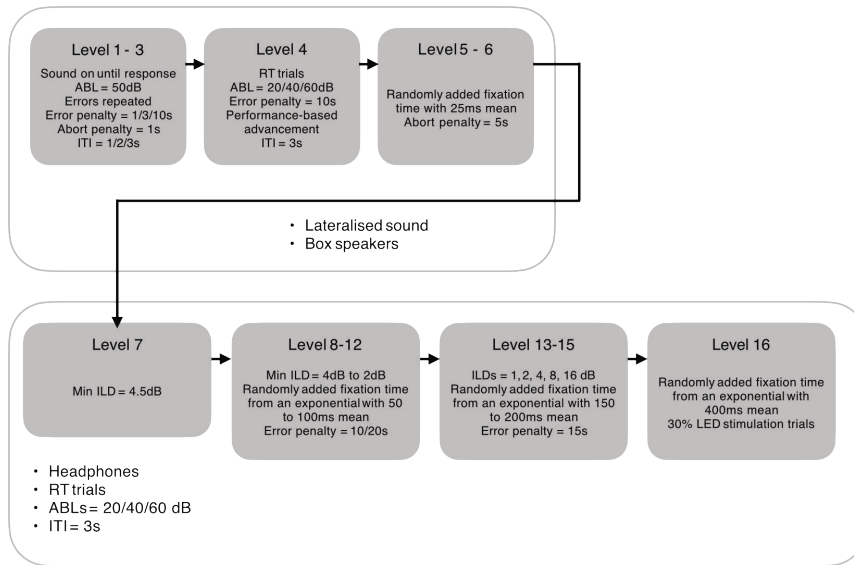 Level 1 - 3
Sound on until response
ABL = 50dB
Errors repeated
Error penalty = 1/3/10s
Abort penalty = 1s
ITI = 1/2/3s
Level 4
RT trials
ABL = 20/40/60dB
Error penalty = 10s
Performance-based
advancement
ITI = 3s
Level 5 - 6
Randomly added fixation
time with 25ms mean
Abort penalty = 5s
• Lateralised sound
• Box speakers
Level 7
Min ILD = 4.5dB
Level 8-12
Min ILD = 4dB to 2dB
Randomly added fixation time
from an exponential with 50
to 100ms mean
Error penalty = 10/20s
Level 13-15
ILDs = 1, 2, 4, 8, 16 dB
Randomly added fixation time
from an exponential with 150
to 200ms mean
Error penalty = 15s
Level 16
Randomly added fixation time
from an exponential with
400ms mean
30% LED stimulation trials
• Headphones
• RT trials
• ABLs = 20/40/60 dB
• ITI = 3s